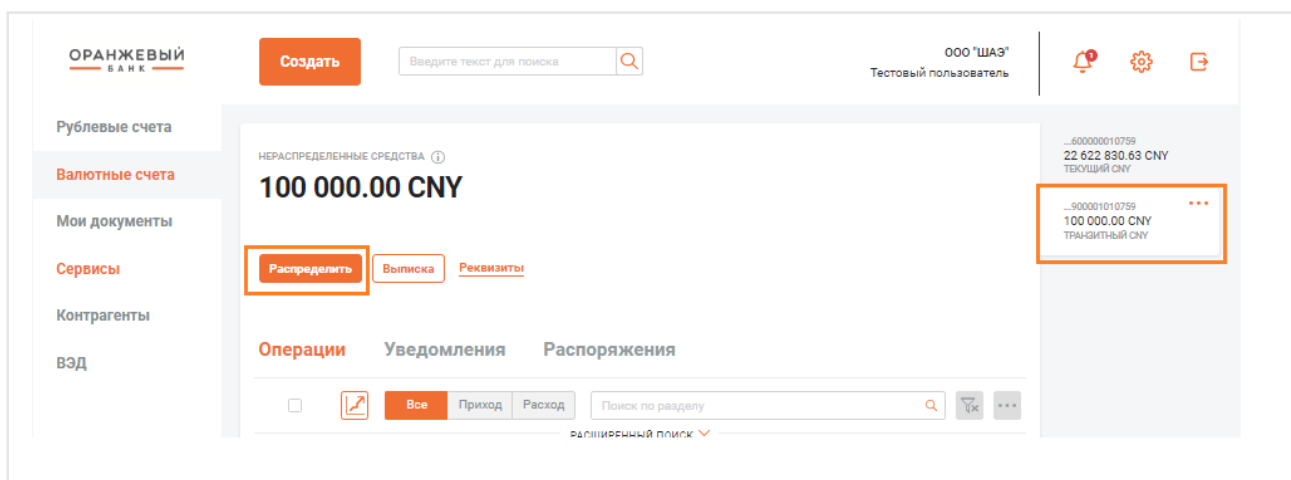 ОРАНЖЕВЫЙ
БАНК
Создать
Введите текст для поиска
ООО "ШАЭ"
Тестовый пользователь
1
Рублевые счета
Валютные счета
Мои документы
Сервисы
Контрагенты
ВЭД
НЕРАСПРЕДЕЛЕННЫЕ СРЕДСТВА
100 000.00 CNY
Распределить
Выписка
Реквизиты
Операции
Уведомления
Распоряжения
Все
Приход
Расход
Поиск по разделу
РАСШИРЕННЫЙ ПОИСК
...600000010759
22 622 830.63 CNY
ТЕКУЩИЙ CNY
...900001010759
100 000.00 CNY
ТРАНЗИТНЫЙ CNY